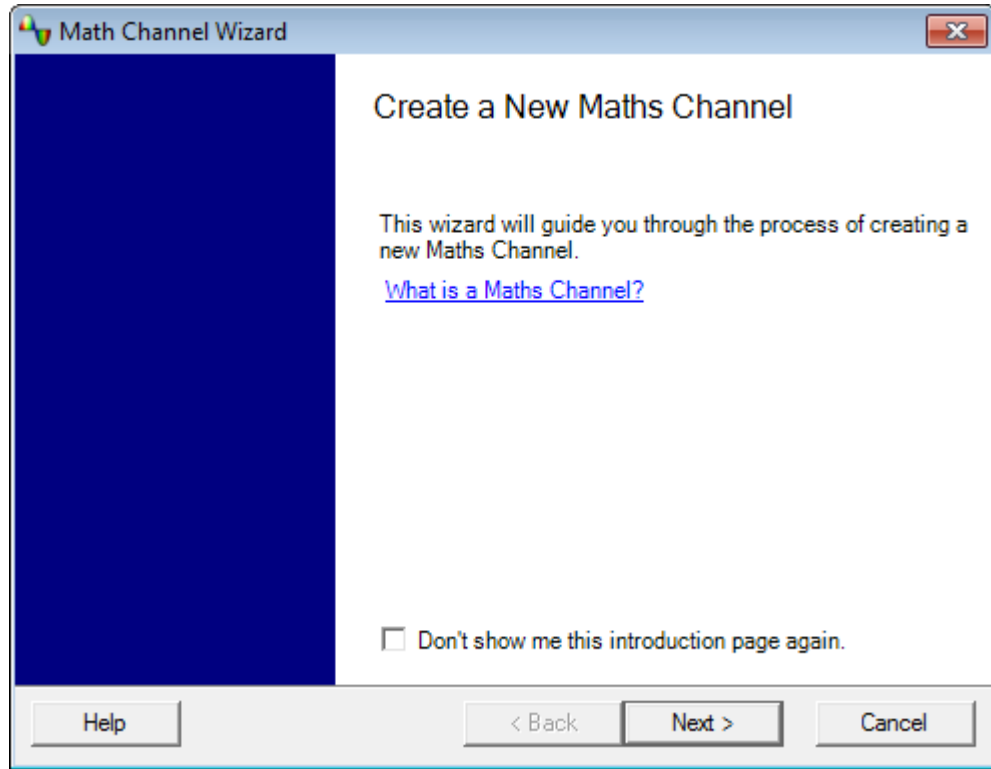 Math Channel Wizard
Create a New Maths Channel
This wizard will guide you through the process of creating a
new Maths Channel.
What is a Maths Channel?
Don't show me this introduction page again.
Help
< Back
Next >
Cancel